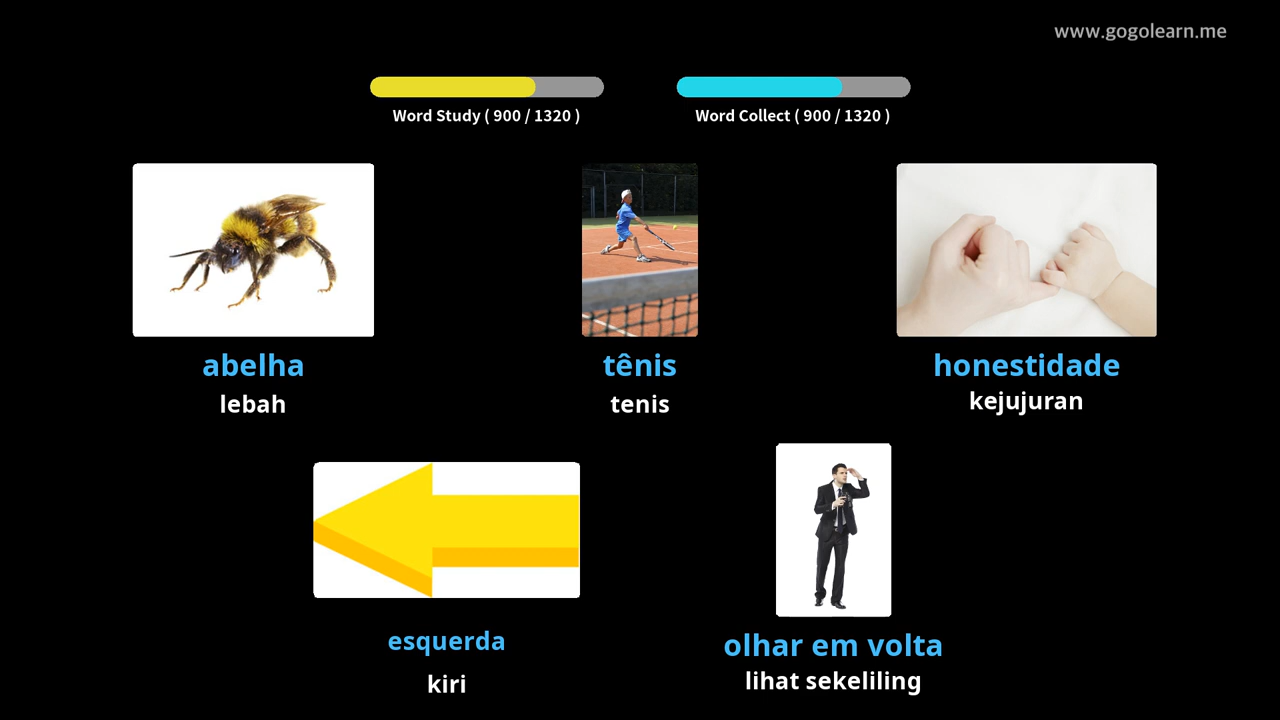 www.gogolearn.me
Word Study ( 900 / 1320 )
Word Collect ( 900 / 1320 )
abelha
lebah
tênis
tenis
honestidade
kejujuran
esquerda
kiri
olhar em volta
lihat sekeliling